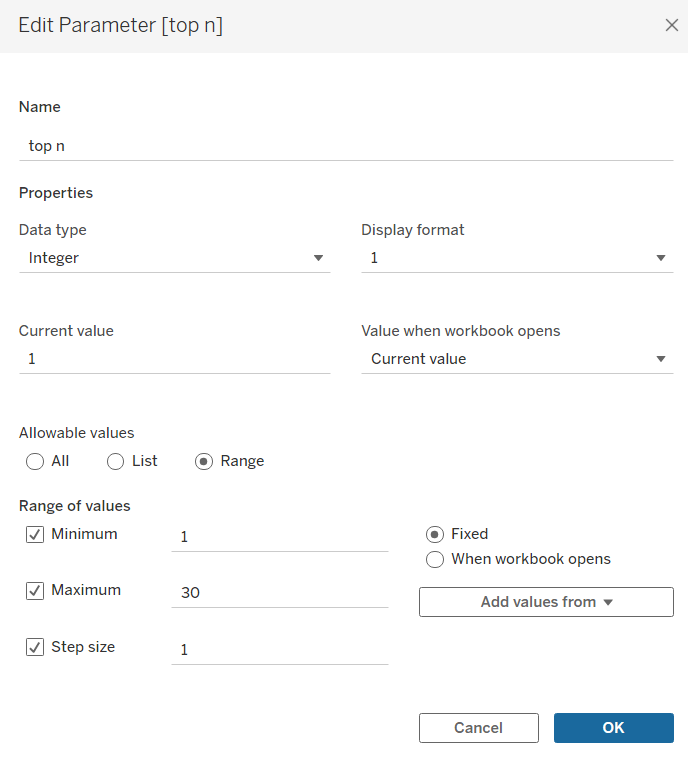 Edit Parameter [top n]
Name
top n
Properties
Data type
Display format
Integer
1
Current value
Value when workbook opens
1
Current value
Allowable values
All
List
Range
Range of values
Minimum
1
Fixed
When workbook opens
Maximum
30
Add values from
Step size
1
Cancel
OK